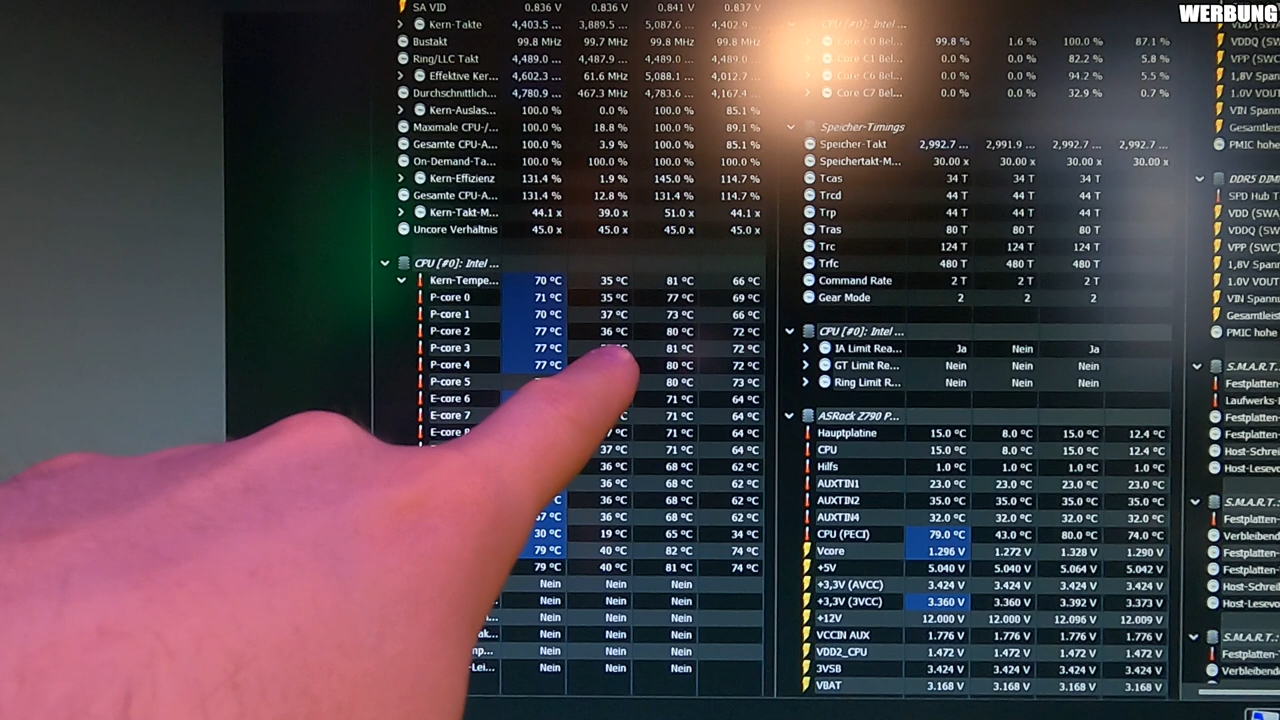 WERBUNG
SA VID 0.836 V 0.836 V 0.841 V 0.837 V
Kern-Takte 4,403.5 ... 3,889.5 ... 5,087.6 ... 4,402.9 ...
Bustakt 99.8 MHz 99.7 MHz 99.8 MHz 99.8 MHz
Ring/LLC Takt 4,489.0 ... 4,487.9 ... 4,489.0 ... 4,489.0 ...
Effektive Ker... 4,602.3 ... 61.6 MHz 5,088.1 ... 4,012.7 ...
Durchschnittlich... 4,780.9 ... 467.3 MHz 4,783.6 ... 4,167.4 ...
Kern-Auslas... 100.0 % 0.0 % 100.0 % 85.1 %
Maximale CPU-/... 100.0 % 18.8 % 100.0 % 89.1 %
Gesamte CPU-A... 100.0 % 3.9 % 100.0 % 85.1 %
On-Demand-Ta... 100.0 % 100.0 % 100.0 % 100.0 %
Kern-Effizienz 131.4 % 1.9 % 145.0 % 114.7 %
Gesamte CPU-A... 131.4 % 12.8 % 131.4 % 114.7 %
Kern-Takt-M... 44.1 x 39.0 x 51.0 x 44.1 x
Uncore Verhältnis 45.0 x 45.0 x 45.0 x 45.0 x
CPU [#0]: Intel ...
Kern-Tempe... 70 °C 35 °C 81 °C 66 °C
P-core 0 71 °C 35 °C 77 °C 69 °C
P-core 1 70 °C 37 °C 73 °C 66 °C
P-core 2 77 °C 36 °C 80 °C 72 °C
P-core 3 77 °C 81 °C 72 °C
P-core 4 77 °C 80 °C 72 °C
P-core 5 80 °C 73 °C
E-core 6 71 °C 64 °C
E-core 7 71 °C 64 °C
E-core 71 °C 64 °C
37 °C 71 °C 64 °C
36 °C 68 °C 62 °C
36 °C 68 °C 62 °C
36 °C 68 °C 62 °C
36 °C 68 °C 62 °C
30 °C 19 °C 65 °C 34 °C
79 °C 40 °C 82 °C 74 °C
79 °C 40 °C 81 °C 74 °C
Nein Nein Nein
Nein Nein Nein
Nein Nein Nein
Nein Nein Nein
Nein Nein Nein
Nein Nein Nein
CPU [#0]: Intel ...
Core C0 Bel... 99.8 % 1.6 % 100.0 % 87.1 %
Core C1 Bel... 0.0 % 0.0 % 82.2 % 5.8 %
Core C6 Bel... 0.0 % 0.0 % 94.2 % 5.5 %
Core C7 Bel... 0.0 % 0.0 % 32.9 % 0.7 %
Speicher-Timings
Speicher-Takt 2,992.7 ... 2,991.9 ... 2,992.7 ... 2,992.7 ...
Speichertakt-M... 30.00 x 30.00 x 30.00 x 30.00 x
Tcas 34 T 34 T 34 T
Trcd 44 T 44 T 44 T
Trp 44 T 44 T 44 T
Tras 80 T 80 T 80 T
Trc 124 T 124 T 124 T
Trfc 480 T 480 T 480 T
Command Rate 2 T 2 T 2 T
Gear Mode 2 2 2
CPU [#0]: Intel ...
IA Limit Rea... Ja Nein Ja
GT Limit Re... Nein Nein Nein
Ring Limit R... Nein Nein Nein
ASRock Z790 P...
Hauptplatine 15.0 °C 8.0 °C 15.0 °C 12.4 °C
CPU 15.0 °C 8.0 °C 15.0 °C 12.4 °C
Hilfs 1.0 °C 1.0 °C 1.0 °C 1.0 °C
AUXTIN1 23.0 °C 23.0 °C 23.0 °C 23.0 °C
AUXTIN2 35.0 °C 35.0 °C 35.0 °C 35.0 °C
AUXTIN4 32.0 °C 32.0 °C 32.0 °C 32.0 °C
CPU (PECI) 79.0 °C 43.0 °C 80.0 °C 74.0 °C
Vcore 1.296 V 1.272 V 1.328 V 1.290 V
+5V 5.040 V 5.040 V 5.064 V 5.042 V
+3,3V (AVCC) 3.424 V 3.424 V 3.424 V 3.424 V
+3,3V (3VCC) 3.360 V 3.360 V 3.392 V 3.373 V
+12V 12.000 V 12.000 V 12.096 V 12.009 V
VCCIN AUX 1.776 V 1.776 V 1.776 V 1.776 V
VDD2_CPU 1.472 V 1.472 V 1.472 V 1.472 V
3VSB 3.424 V 3.424 V 3.424 V 3.424 V
VBAT 3.168 V 3.168 V 3.168 V 3.168 V
VDDQ (SW
VPP (SWC
1,8V Span
1.0V VOUT
VIN Spann
Gesamtleis
PMIC hohe
DDR5 DIM
SPD Hub T
VDD (SWA
VDDQ (SW
VPP (SWC
1,8V Span
1.0V VOUT
VIN Spann
Gesamtleist
PMIC hohe
S.M.A.R.T.
Festplatten-
Laufwerks-
Festplatten-
Festplatten-
Host-Schrei
Host-Lesevo
S.M.A.R.T.:
Festplatten-
Verbleibende
Festplatten-
Festplatten-
Host-Schre
Host-Lesevo
S.M.A.R.T.:
Festplatten-
Verbleibend